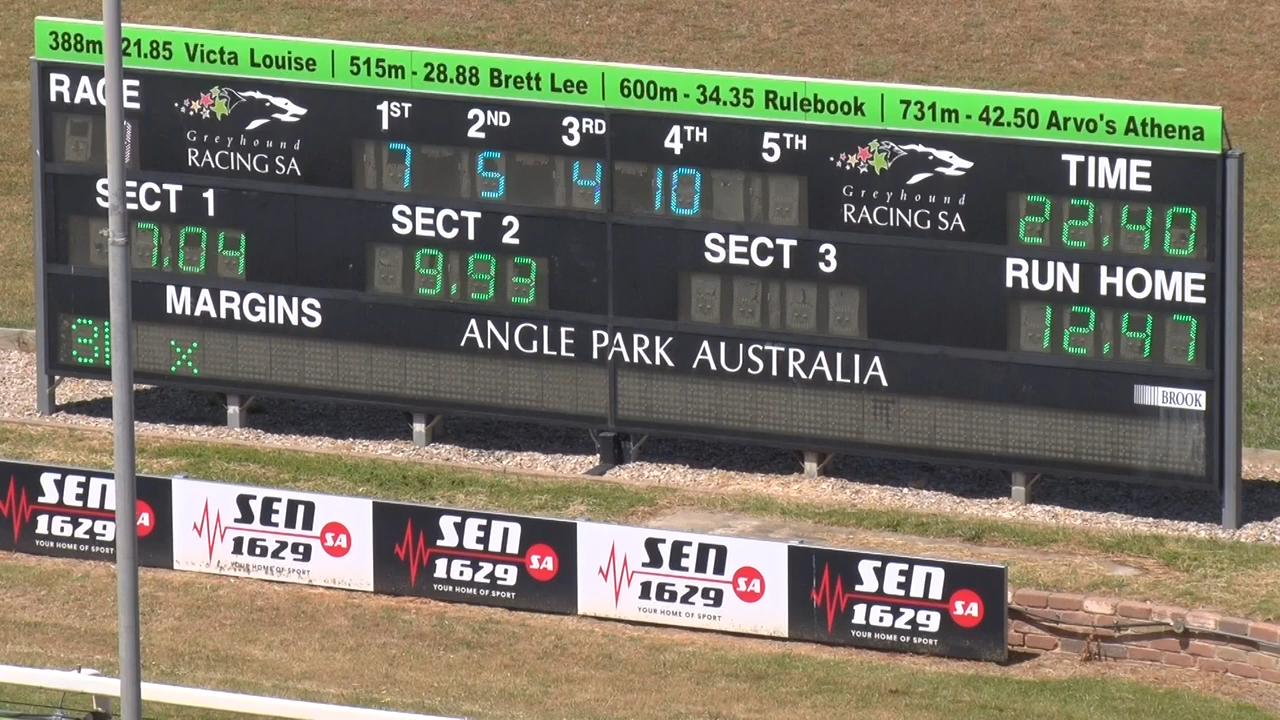 388m 21.85 Victa Louise | 515m - 28.88 Brett Lee | 600m - 34.35 Rulebook | 731m - 42.50 Arvo's Athena
RACE
Greyhound
RACING SA
1ST 2ND 3RD 4TH 5TH
7 5 4 10
Greyhound
RACING SA
TIME
22.40
SECT 1
7.04
SECT 2
9.93
SECT 3
RUN HOME
12.47
MARGINS
ANGLE PARK AUSTRALIA
BROOK
SEN
1629
SA
YOUR HOME OF SPORT
SEN
1629
SA
YOUR HOME OF SPORT
SEN
1629
SA
YOUR HOME OF SPORT
SEN
1629
SA
YOUR HOME OF SPORT
SEN
1629
SA
YOUR HOME OF SPORT